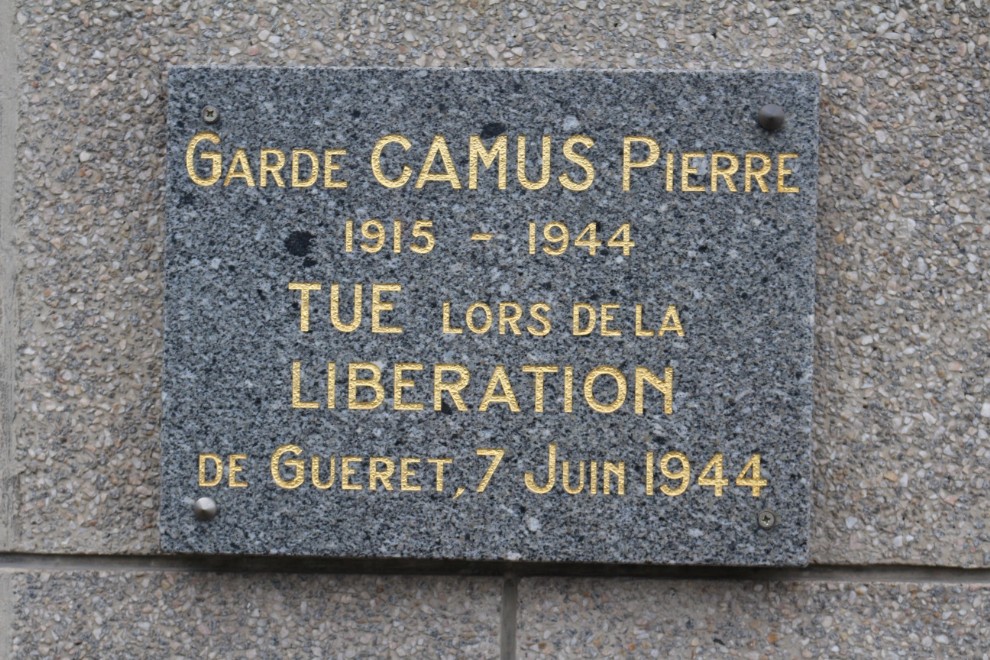 GARDE CAMUS PIERRE
1915 - 1944
TUE LORS DE LA
LIBERATION
DE GUERET, 7 JUIN 1944